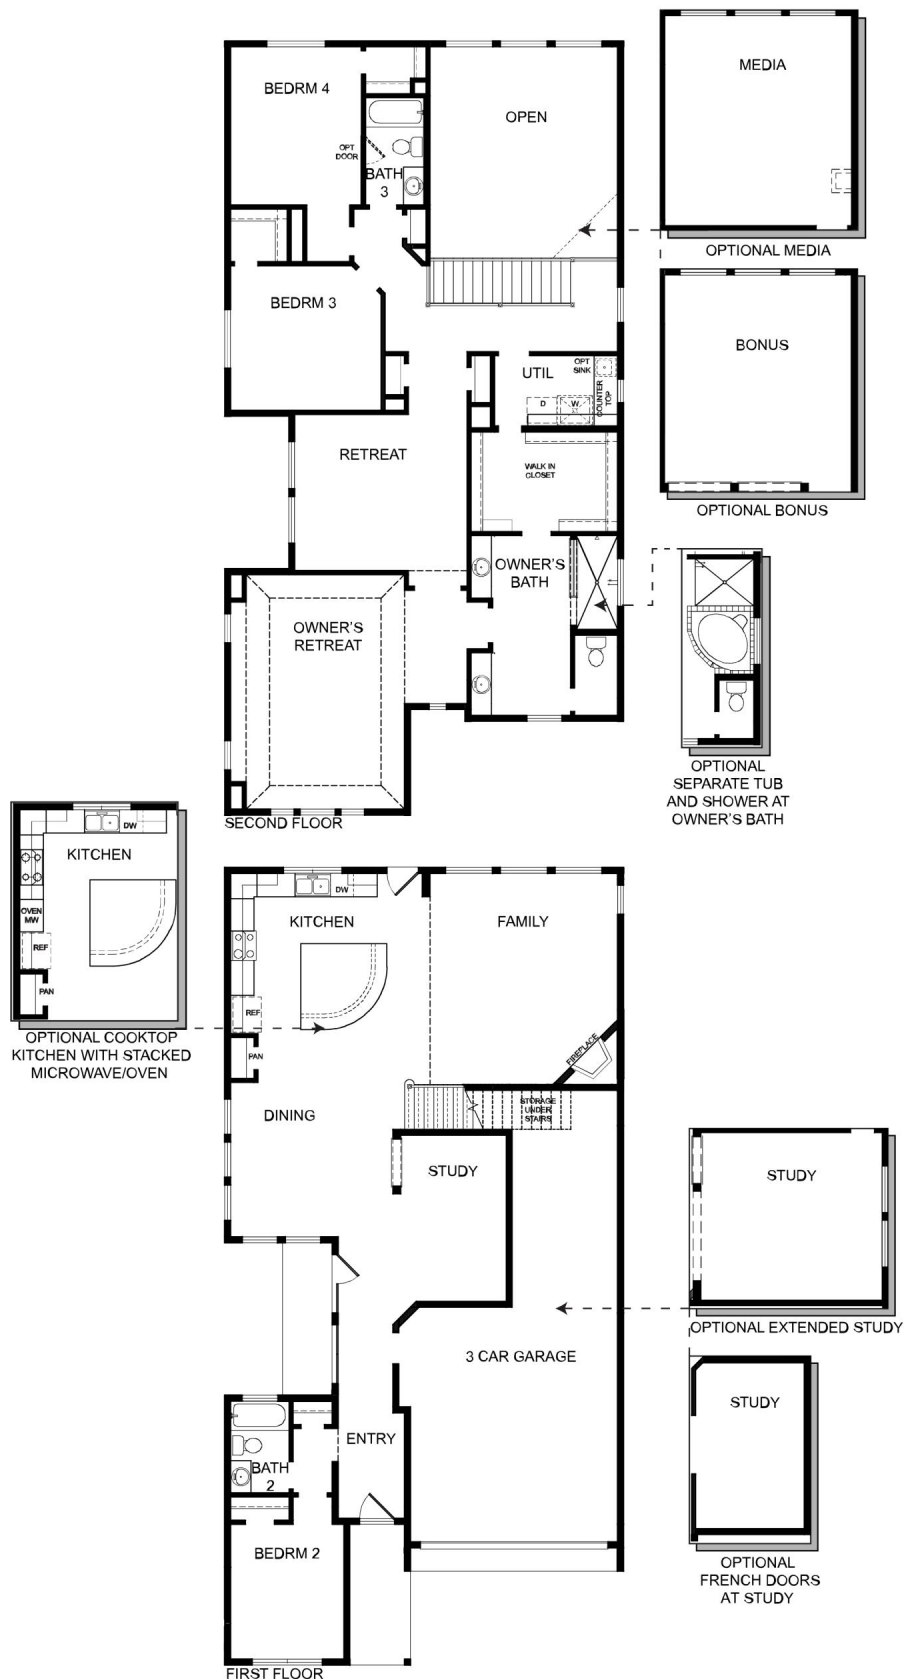 BEDRM 4
OPEN
OPT
DOOR
BATH
3
BEDRM 3
UTIL
OPT
SINK
D
W
COUNTER
TOP
RETREAT
WALK IN
CLOSET
OWNER'S
BATH
OWNER'S
RETREAT
SECOND FLOOR
MEDIA
OPTIONAL MEDIA
BONUS
OPTIONAL BONUS
OPTIONAL
SEPARATE TUB
AND SHOWER AT
OWNER'S BATH
DW
KITCHEN
OVEN
MW
REF
PAN
OPTIONAL COOKTOP
KITCHEN WITH STACKED
MICROWAVE/OVEN
DW
KITCHEN
FAMILY
REF
PAN
FIREPLACE
DINING
STORAGE
UNDER
STAIRS
STUDY
3 CAR GARAGE
ENTRY
BATH
2
BEDRM 2
FIRST FLOOR
STUDY
OPTIONAL EXTENDED STUDY
STUDY
OPTIONAL
FRENCH DOORS
AT STUDY